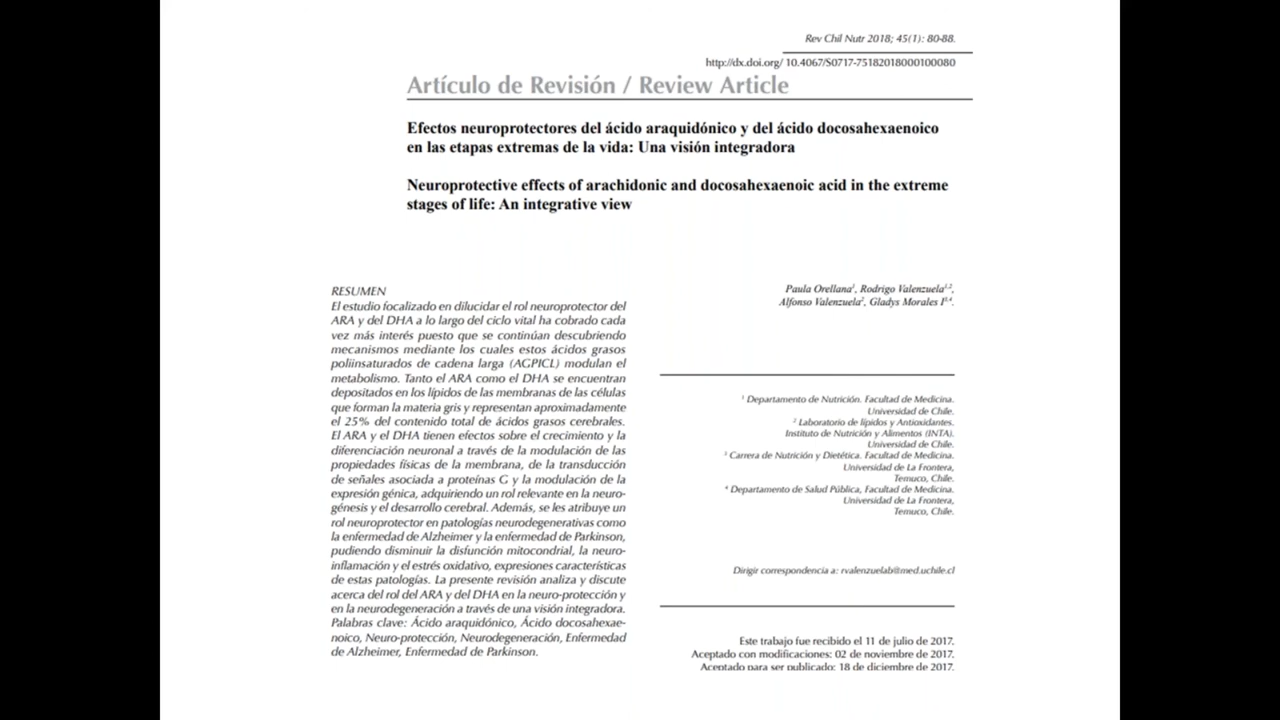 Rev Chil Nutr 2018; 45(1): 80-88.
http://dx.doi.org/ 10.4067/S0717-75182018000100080
Artículo de Revisión / Review Article
Efectos neuroprotectores del ácido araquidónico y del ácido docosahexaenoico
en las etapas extremas de la vida: Una visión integradora
Neuroprotective effects of arachidonic and docosahexaenoic acid in the extreme
stages of life: An integrative view
RESUMEN
El estudio focalizado en dilucidar el rol neuroprotector del
ARA y del DHA a lo largo del ciclo vital ha cobrado cada
vez más interés puesto que se continúan descubriendo
mecanismos mediante los cuales estos ácidos grasos
poliinsaturados de cadena larga (AGPICL) modulan el
metabolismo. Tanto el ARA como el DHA se encuentran
depositados en los lípidos de las membranas de las células
que forman la materia gris y representan aproximadamente
el 25% del contenido total de ácidos grasos cerebrales.
El ARA y el DHA tienen efectos sobre el crecimiento y la
diferenciación neuronal a través de la modulación de las
propiedades físicas de la membrana, de la transducción
de señales asociada a proteínas G y la modulación de la
expresión génica, adquiriendo un rol relevante en la neuro-
génesis y el desarrollo cerebral. Además, se les atribuye un
rol neuroprotector en patologías neurodegenerativas como
la enfermedad de Alzheimer y la enfermedad de Parkinson,
pudiendo disminuir la disfunción mitocondrial, la neuro-
inflamación y el estrés oxidativo, expresiones características
de estas patologías. La presente revisión analiza y discute
acerca del rol del ARA y del DHA en la neuro-protección y
en la neurodegeneración a través de una visión integradora.
Palabras clave: Ácido araquidónico, Ácido docosahexae-
noico, Neuro-protección, Neurodegeneración, Enfermedad
de Alzheimer, Enfermedad de Parkinson.
Paula Orellana¹, Rodrigo Valenzuela¹,²,
Alfonso Valenzuela², Gladys Morales I³,⁴.
¹ Departamento de Nutrición. Facultad de Medicina.
Universidad de Chile.
² Laboratorio de lípidos y Antioxidantes.
Instituto de Nutrición y Alimentos (INTA).
Universidad de Chile.
³ Carrera de Nutrición y Dietética. Facultad de Medicina.
Universidad de La Frontera,
Temuco, Chile.
⁴ Departamento de Salud Pública, Facultad de Medicina.
Universidad de La Frontera,
Temuco, Chile.
Dirigir correspondencia a: rvalenzuelab@med.uchile.cl
Este trabajo fue recibido el 11 de julio de 2017.
Aceptado con modificaciones: 02 de noviembre de 2017.
Aceptado para ser publicado: 18 de diciembre de 2017.